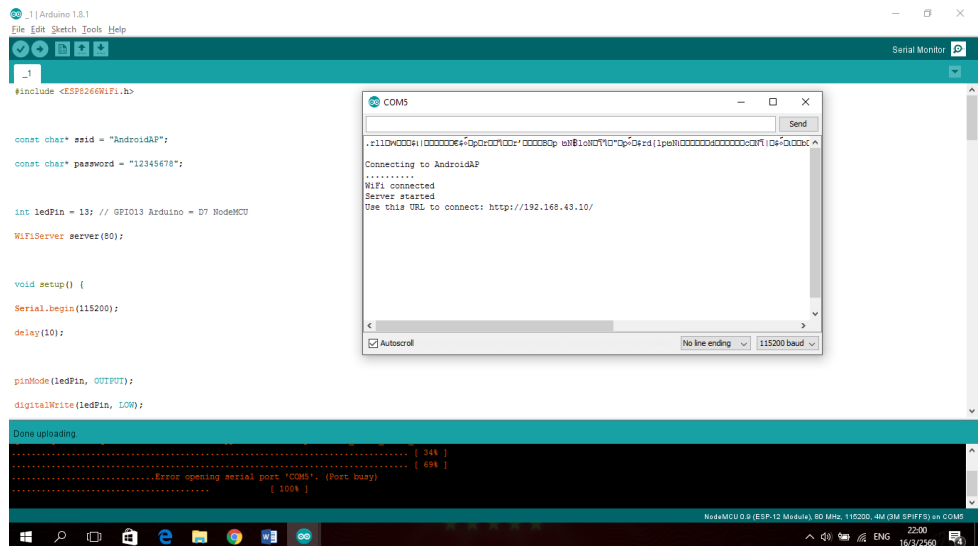 _1 | Arduino 1.8.1
File Edit Sketch Tools Help
Serial Monitor
_1
#include <ESP8266WiFi.h>
const char* ssid = "AndroidAP";
const char* password = "12345678";
int ledPin = 13; // GPIO13 Arduino = D7 NodeMCU
WiFiServer server(80);
void setup() {
Serial.begin(115200);
delay(10);
pinMode(ledPin, OUTPUT);
digitalWrite(ledPin, LOW);
COM5
Send
Connecting to AndroidAP
..........
WiFi connected
Server started
Use this URL to connect: http://192.168.43.10/
Autoscroll
No line ending
115200 baud
Done uploading.
................................................................................ [ 34% ]
................................................................................ [ 69% ]
.............................Error opening serial port 'COM5'. (Port busy)
........................................ [ 100% ]
NodeMCU 0.9 (ESP-12 Module), 80 MHz, 115200, 4M (3M SPIFFS) on COM5
ENG
22:00
16/3/2560